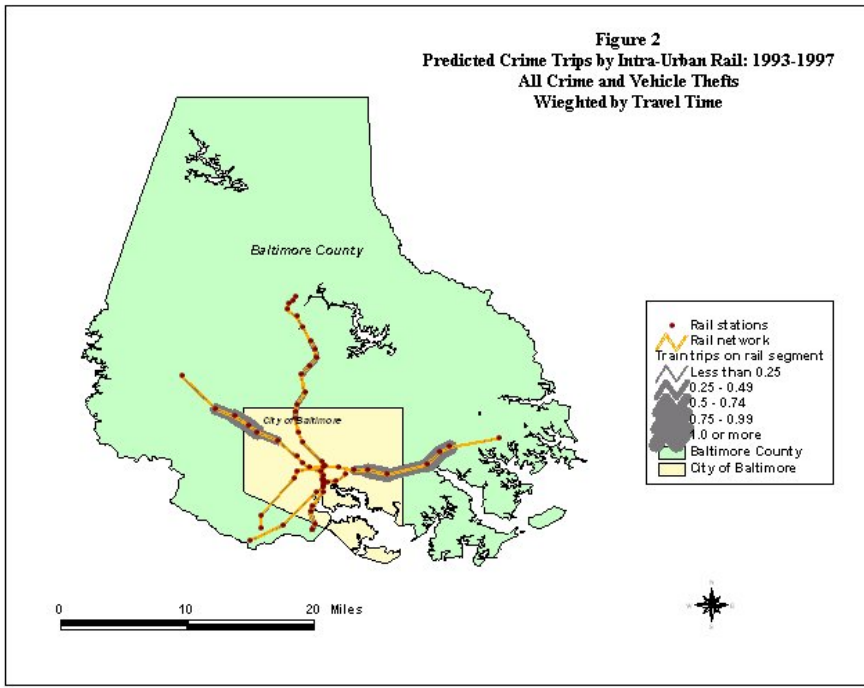 Figure 2
Predicted Crime Trips by Intra-Urban Rail: 1993-1997
All Crime and Vehicle Thefts
Wieghted by Travel Time
Baltimore County
City of Baltimore
Rail stations
Rail network
Train trips on rail segment
Less than 0.25
0.25 - 0.49
0.5 - 0.74
0.75 - 0.99
1.0 or more
Baltimore County
City of Baltimore
0 10 20 Miles